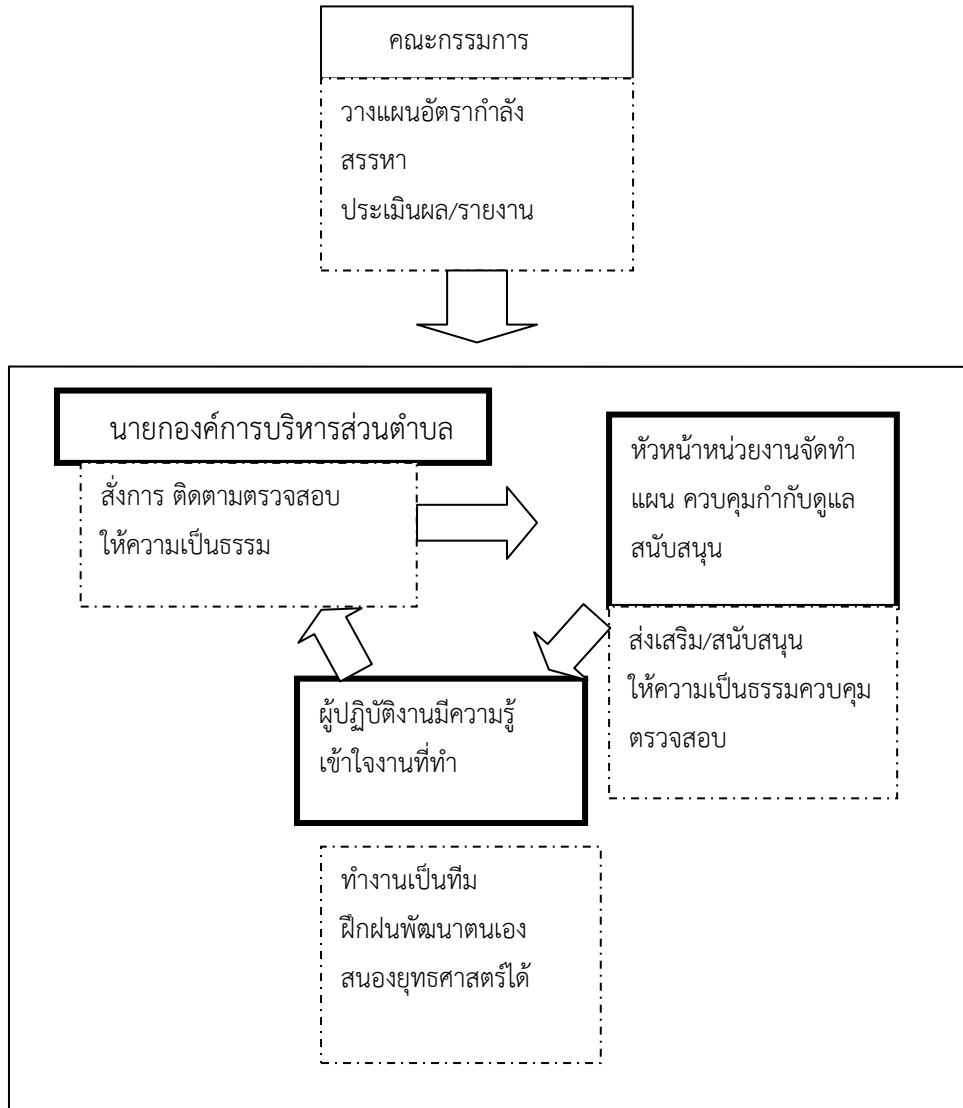 คณะกรรมการ
วางแผนอัตรากำลัง
สรรหา
ประเมินผล/รายงาน
นายกองค์การบริหารส่วนตำบล
สั่งการ ติดตามตรวจสอบ
ให้ความเป็นธรรม
หัวหน้าหน่วยงานจัดทำ
แผน ควบคุมกำกับดูแล
สนับสนุน
ส่งเสริม/สนับสนุน
ให้ความเป็นธรรมควบคุม
ตรวจสอบ
ผู้ปฏิบัติงานมีความรู้
เข้าใจงานที่ทำ
ทำงานเป็นทีม
ฝึกฝนพัฒนาตนเอง
สนองยุทธศาสตร์ได้